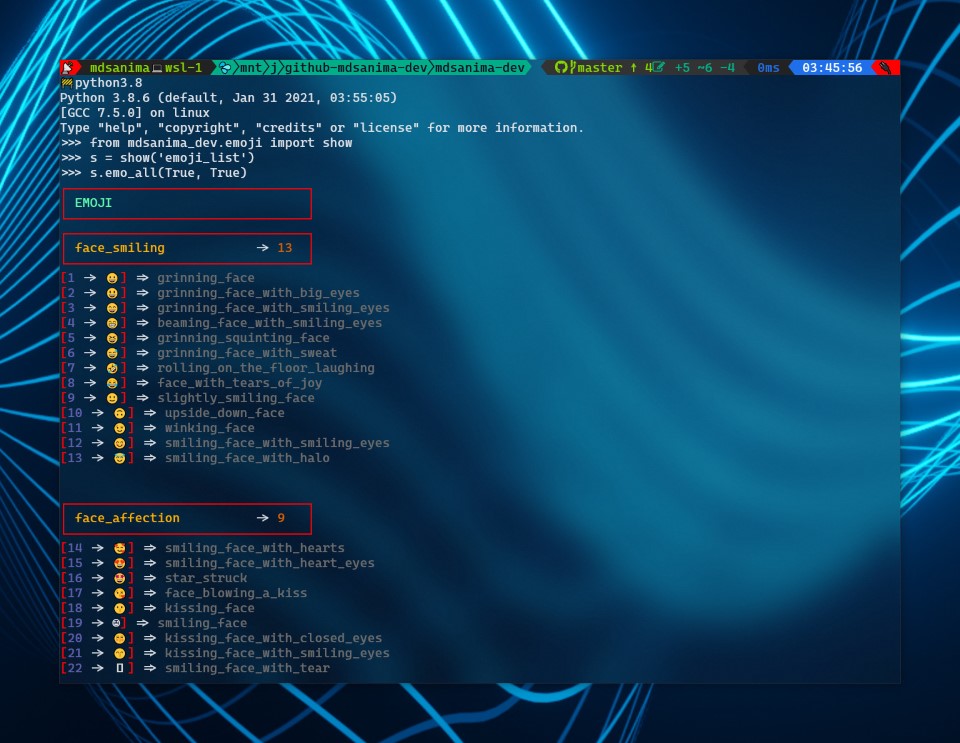 mdsanima💻wsl-1 mnt j github-mdsanima-dev mdsanima-dev master ↑ 4 +5 ~6 -4 0ms 03:45:56
🚧python3.8
Python 3.8.6 (default, Jan 31 2021, 03:55:05)
[GCC 7.5.0] on linux
Type "help", "copyright", "credits" or "license" for more information.
>>> from mdsanima_dev.emoji import show
>>> s = show('emoji_list')
>>> s.emo_all(True, True)
EMOJI
face_smiling → 13
[1 → 😀] ⇒ grinning_face
[2 → 😃] ⇒ grinning_face_with_big_eyes
[3 → 😄] ⇒ grinning_face_with_smiling_eyes
[4 → 😁] ⇒ beaming_face_with_smiling_eyes
[5 → 😆] ⇒ grinning_squinting_face
[6 → 😅] ⇒ grinning_face_with_sweat
[7 → 🤣] ⇒ rolling_on_the_floor_laughing
[8 → 😂] ⇒ face_with_tears_of_joy
[9 → 🙂] ⇒ slightly_smiling_face
[10 → 🙃] ⇒ upside_down_face
[11 → 😉] ⇒ winking_face
[12 → 😊] ⇒ smiling_face_with_smiling_eyes
[13 → 😇] ⇒ smiling_face_with_halo
face_affection → 9
[14 → 🥰] ⇒ smiling_face_with_hearts
[15 → 😍] ⇒ smiling_face_with_heart_eyes
[16 → 🤩] ⇒ star_struck
[17 → 😘] ⇒ face_blowing_a_kiss
[18 → 😗] ⇒ kissing_face
[19 → ☺] ⇒ smiling_face
[20 → 😚] ⇒ kissing_face_with_closed_eyes
[21 → 😙] ⇒ kissing_face_with_smiling_eyes
[22 → ▯] ⇒ smiling_face_with_tear